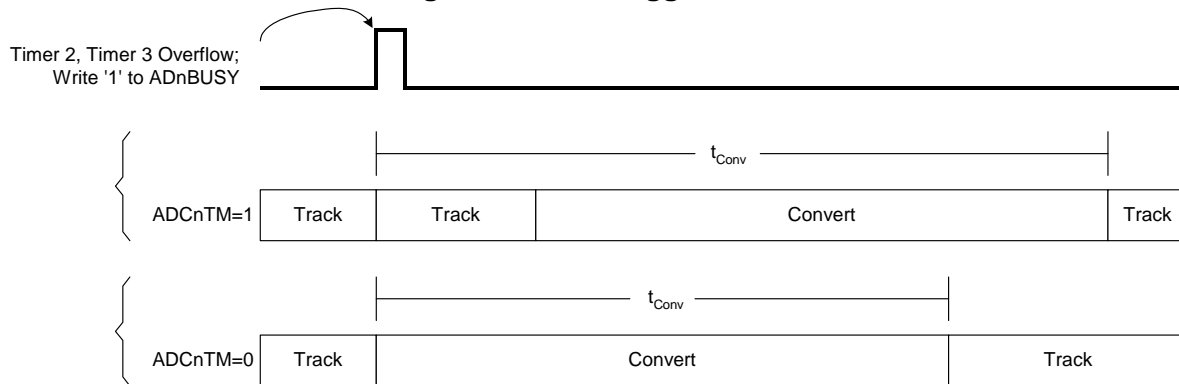 Timer 2, Timer 3 Overflow;
Write '1' to ADnBUSY
tConv
ADCnTM=1 Track Track Convert Track
tConv
ADCnTM=0 Track Convert Track